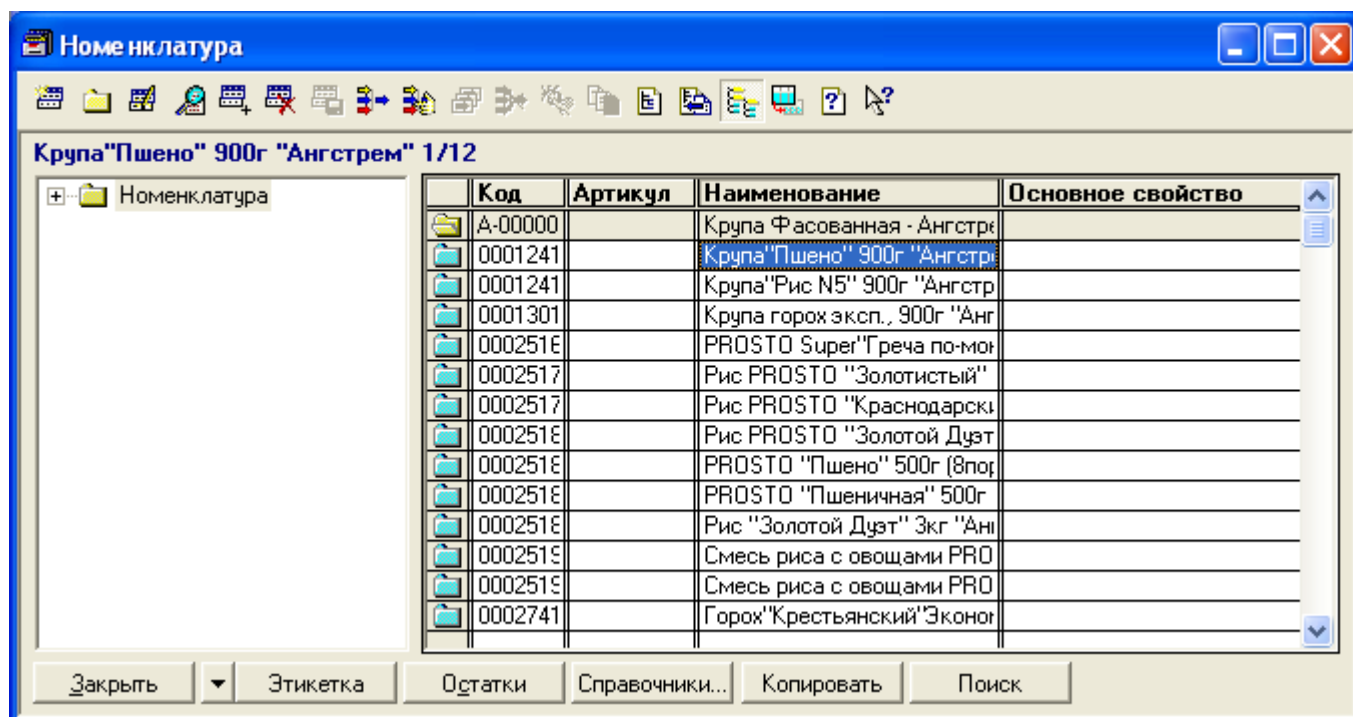 Номенклатура
Крупа"Пшено" 900г "Ангстрем" 1/12
Номенклатура
Код Артикул Наименование Основное свойство
А-00000 Крупа Фасованная - Ангстре
0001241 Крупа"Пшено" 900г "Ангстре
0001241 Крупа"Рис N5" 900г "Ангстр
0001301 Крупа горох эксп., 900г "Анг
0002518 PROSTO Super"Греча по-мон
0002517 Рис PROSTO "Золотистый"
0002517 Рис PROSTO "Краснодарски
0002518 Рис PROSTO "Золотой Дуэт
0002518 PROSTO "Пшено" 500г (8пор
0002518 PROSTO "Пшеничная" 500г
0002518 Рис "Золотой Дуэт" 3кг "Анг
0002519 Смесь риса с овощами PRO
0002519 Смесь риса с овощами PRO
0002741 Горох"Крестьянский"Эконом
Закрыть Этикетка Остатки Справочники... Копировать Поиск